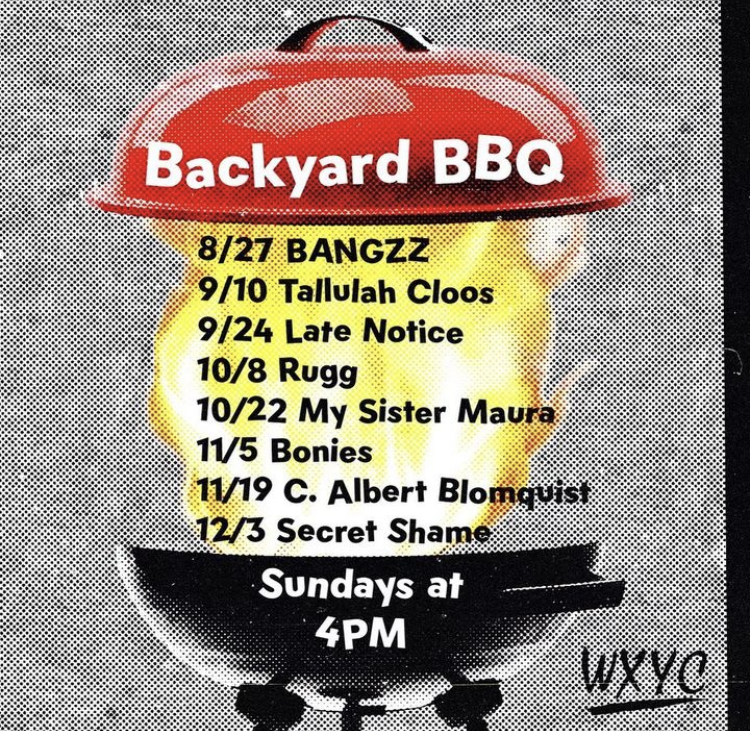 Backyard BBQ
8/27 BANGZZ
9/10 Tallulah Cloos
9/24 Late Notice
10/8 Rugg
10/22 My Sister Maura
11/5 Bonies
11/19 C. Albert Blomquist
12/3 Secret Shame
Sundays at
4PM
WXYC